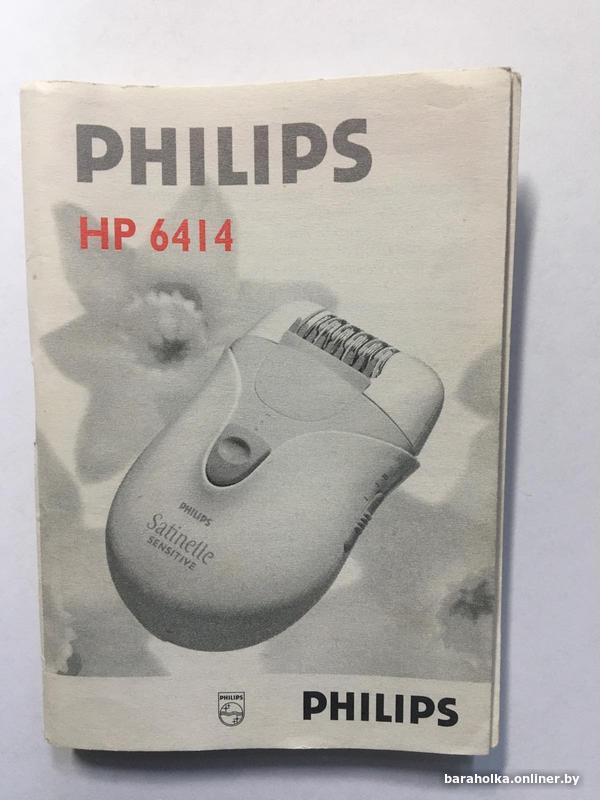 PHILIPS
HP 6414
PHILIPS
Satinelle
SENSITIVE
PHILIPS
PHILIPS
baraholka.onliner.by